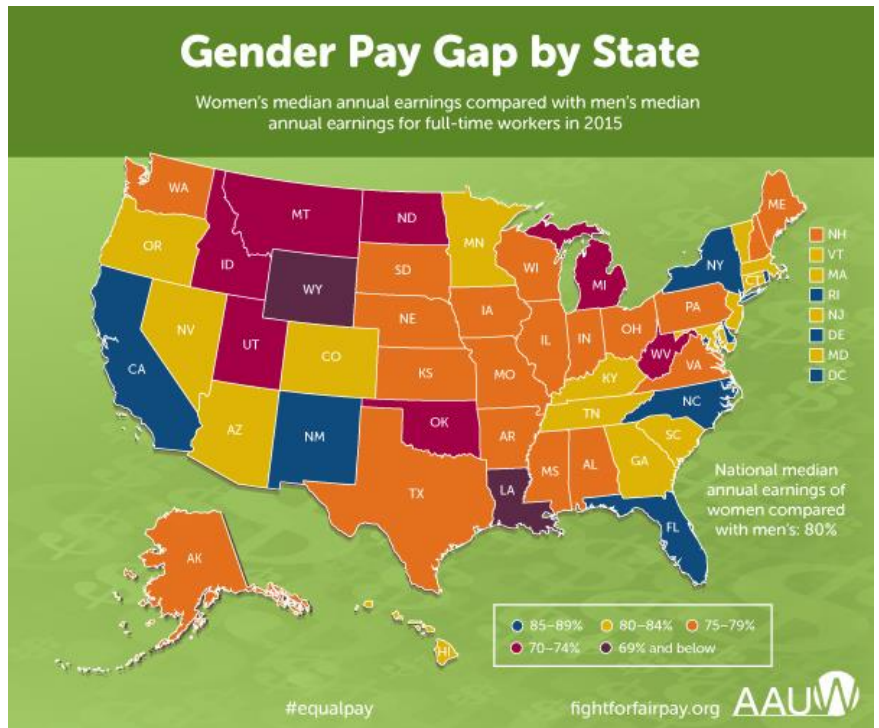 Gender Pay Gap by State
Women's median annual earnings compared with men's median
annual earnings for full-time workers in 2015
WA
MT
ND
MN
ME
OR
ID
SD
WI
NY
WY
MI
NH
VT
MA
RI
NJ
DE
MD
DC
CT
NV
UT
NE
IA
PA
CO
IL
IN
OH
CA
KS
MO
WV
VA
KY
AZ
NM
OK
AR
TN
NC
SC
TX
LA
MS
AL
GA
FL
National median
annual earnings of
women compared
with men's: 80%
AK
HI
85–89%
80–84%
75–79%
70–74%
69% and below
#equalpay
fightforfairpay.org
AAUW